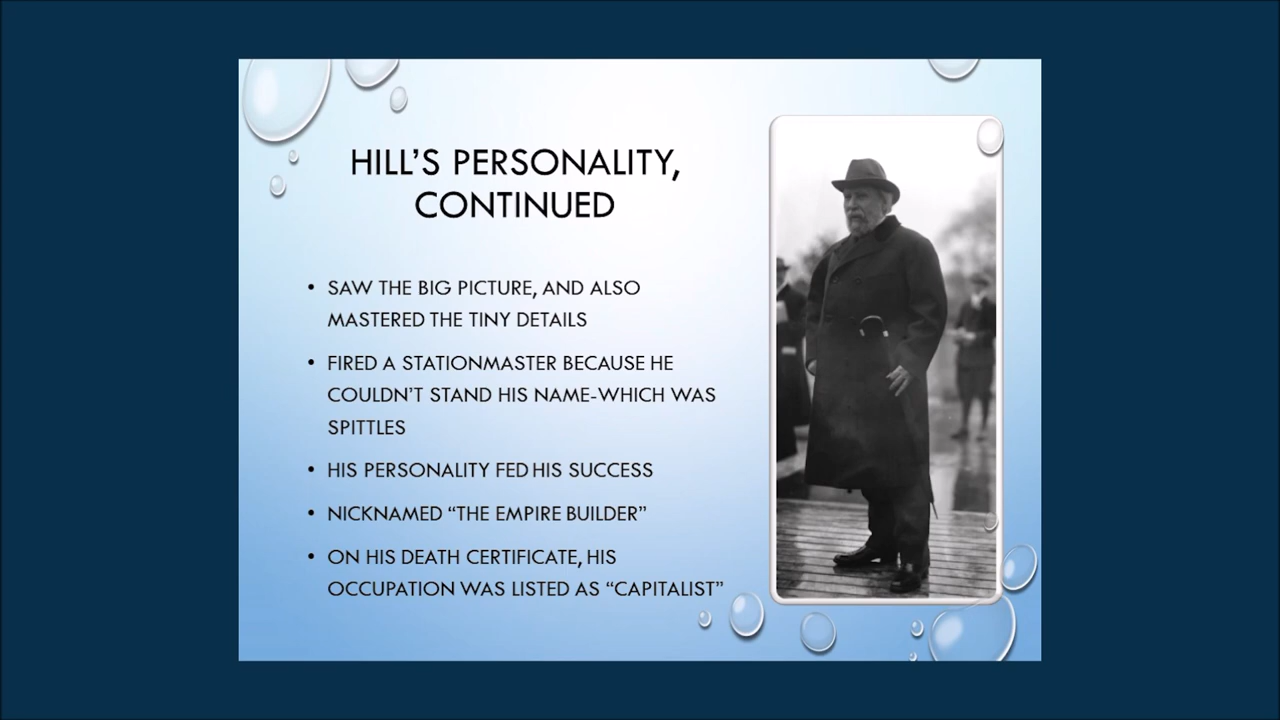 HILL’S PERSONALITY,
CONTINUED
• SAW THE BIG PICTURE, AND ALSO
MASTERED THE TINY DETAILS
• FIRED A STATIONMASTER BECAUSE HE
COULDN’T STAND HIS NAME-WHICH WAS
SPITTLES
• HIS PERSONALITY FED HIS SUCCESS
• NICKNAMED “THE EMPIRE BUILDER”
• ON HIS DEATH CERTIFICATE, HIS
OCCUPATION WAS LISTED AS “CAPITALIST”